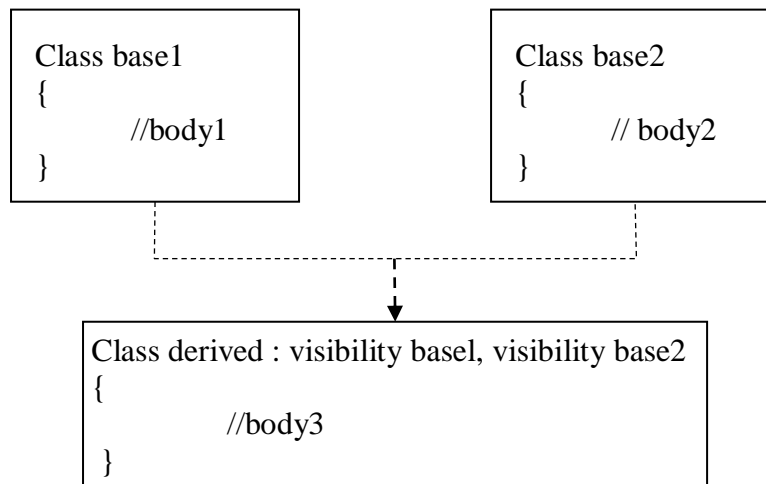 Class base1
{
//body1
}
Class base2
{
// body2
}
Class derived : visibility basel, visibility base2
{
//body3
}